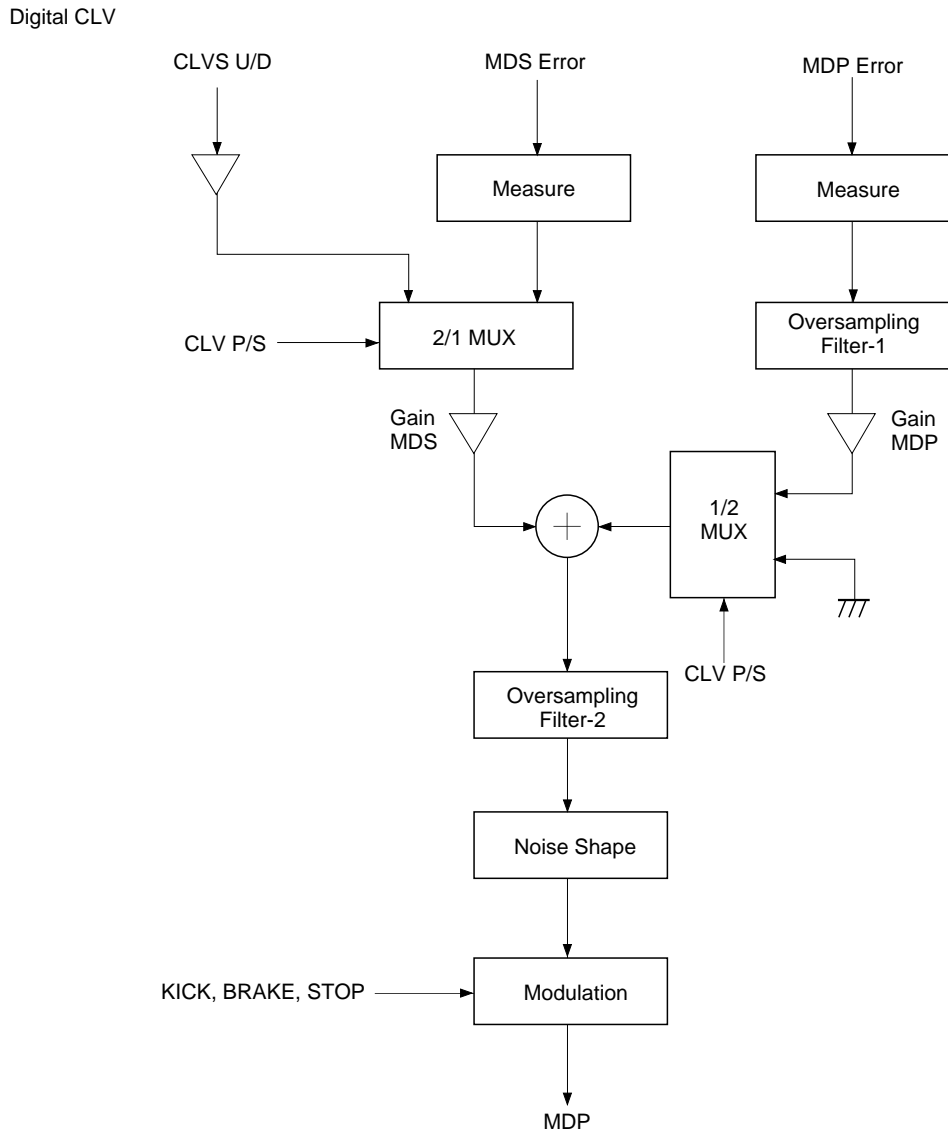 Digital CLV
CLVS U/D
MDS Error
MDP Error
Measure
Measure
CLV P/S
2/1 MUX
Oversampling
Filter-1
Gain
MDS
Gain
MDP
1/2
MUX
CLV P/S
Oversampling
Filter-2
Noise Shape
KICK, BRAKE, STOP
Modulation
MDP